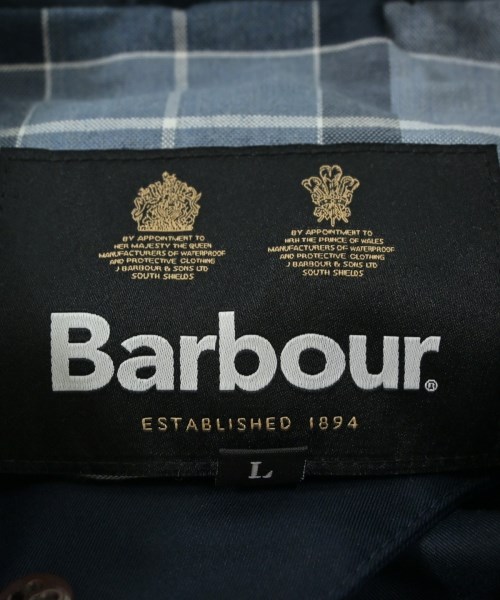 BY APPOINTMENT TO
HER MAJESTY THE QUEEN
MANUFACTURERS OF WATERPROOF
AND PROTECTIVE CLOTHING
J BARBOUR & SONS LTD
SOUTH SHIELDS
BY APPOINTMENT TO
HRH THE PRINCE OF WALES
MANUFACTURERS OF WATERPROOF
AND PROTECTIVE CLOTHING
J BARBOUR & SONS LTD
SOUTH SHIELDS
Barbour®
ESTABLISHED 1894
L